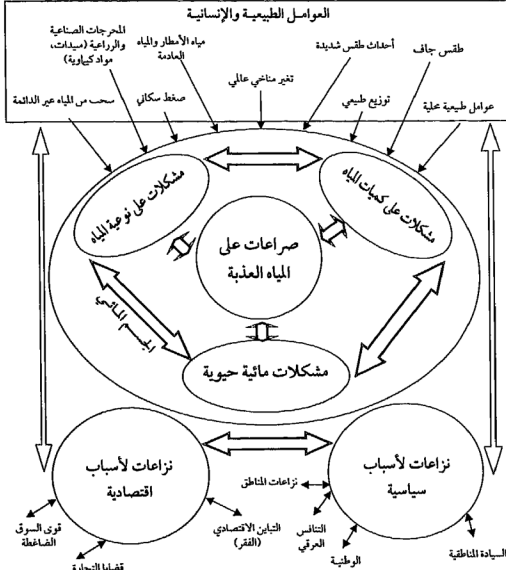 العوامل الطبيعية والإنسانية
المخرجات الصناعية
والزراعية (مبيدات،
مواد كيماوية)
مياه الأمطار والمياه
العادمة
أحداث طقس شديدة
طقس جاف
تغير مناخي عالمي
سحب من المياه غير الدائمة
ضغط سكاني
توزيع طبيعي
عوامل طبيعية محلية
مشكلات على نوعية المياه
مشكلات على كميات المياه
صراعات على
المياه العذبة
الجسم المائي
مشكلات مائية حيوية
نزاعات لأسباب
اقتصادية
نزاعات لأسباب
سياسية
نزاعات المناطق
قوى السوق
الضاغطة
التباين الاقتصادي
(الفقر)
التنافس
العرقي
السيادة المناطقية
قضايا التجارة
الوطنية